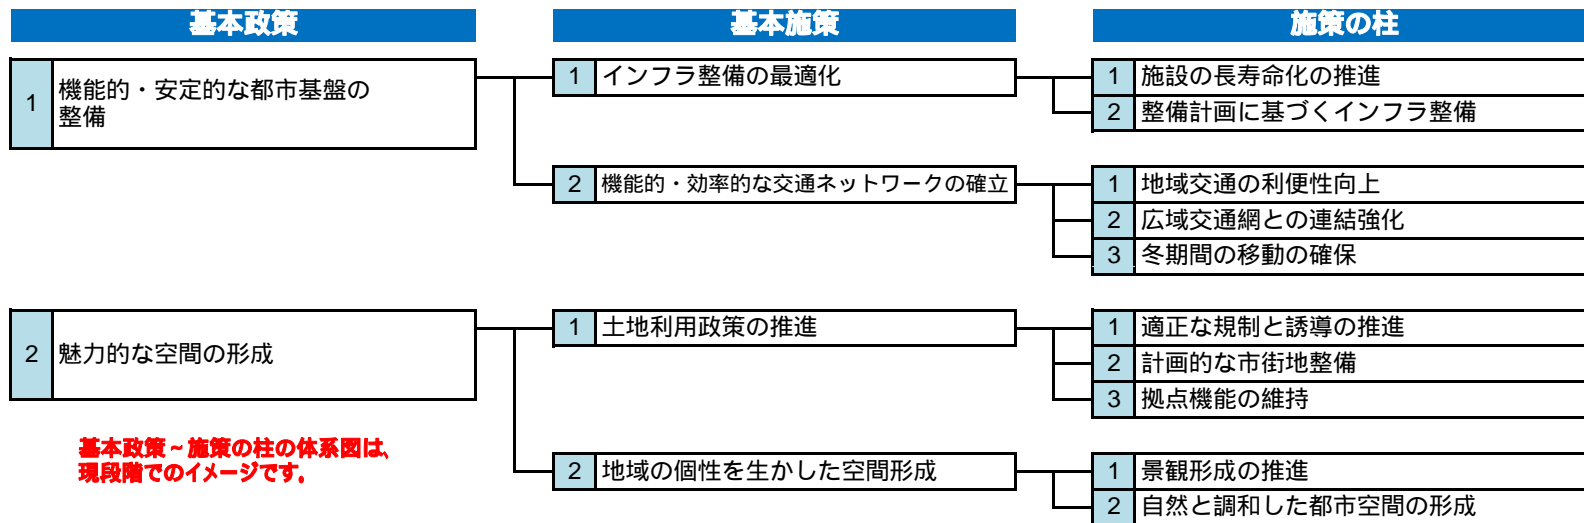 基本政策 基本施策 施策の柱
1 機能的・安定的な都市基盤の
整備
1 インフラ整備の最適化
1 施設の長寿命化の推進
2 整備計画に基づくインフラ整備
2 機能的・効率的な交通ネットワークの確立
1 地域交通の利便性向上
2 広域交通網との連結強化
3 冬期間の移動の確保
2 魅力的な空間の形成
1 土地利用政策の推進
1 適正な規制と誘導の推進
2 計画的な市街地整備
3 拠点機能の維持
2 地域の個性を生かした空間形成
1 景観形成の推進
2 自然と調和した都市空間の形成
基本政策~施策の柱の体系図は、
現段階でのイメージです。